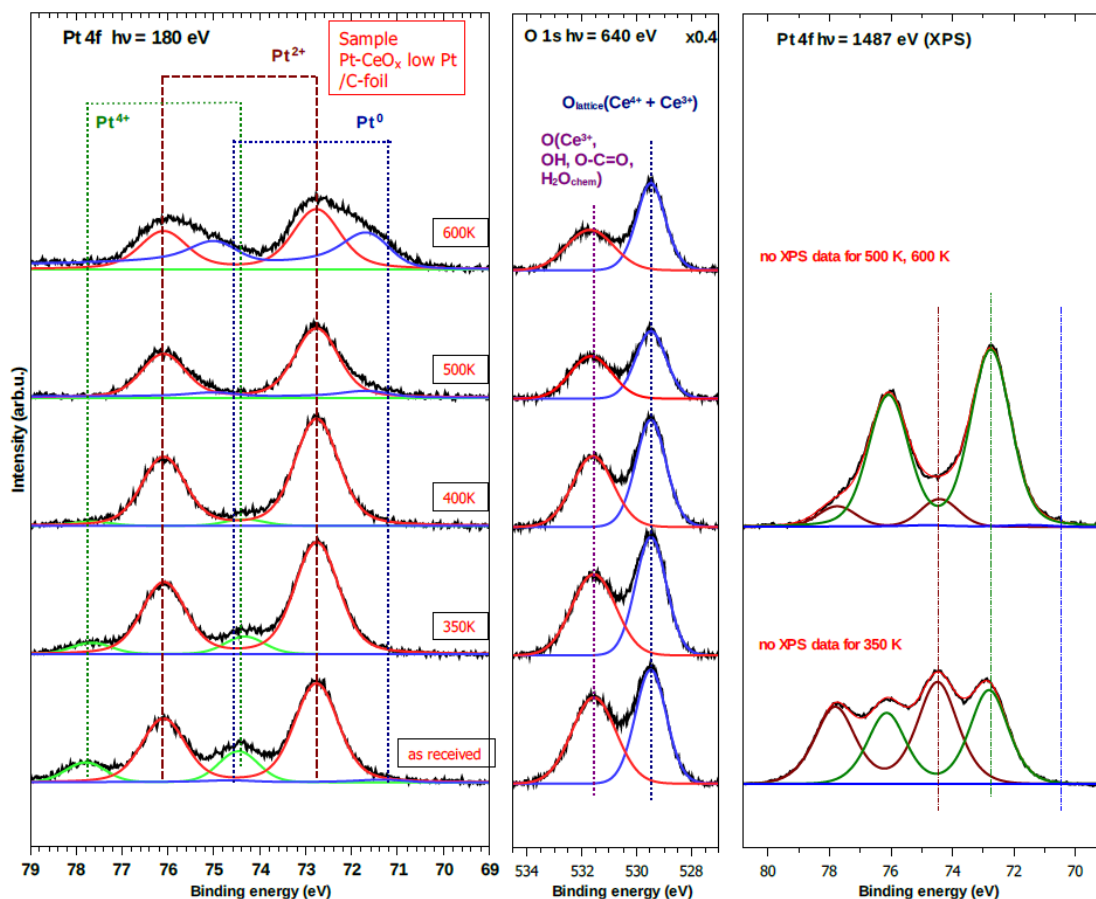 Pt 4f hν = 180 eV
Sample
Pt-CeOₓ low Pt
/C-foil
Pt²⁺
Pt⁴⁺
Pt⁰
600K
500K
400K
350K
as received
Intensity (arb.u.)
79 77 76 74 73 72 70 69
Binding energy (eV)
O 1s hν = 640 eV x0.4
Olattice(Ce⁴⁺ + Ce³⁺)
O(Ce³⁺,
OH, O-C=O,
H₂Ochem)
534 532 530 528
Binding energy (eV)
Pt 4f hν = 1487 eV (XPS)
no XPS data for 500 K, 600 K
no XPS data for 350 K
80 78 76 74 72 70
Binding energy (eV)